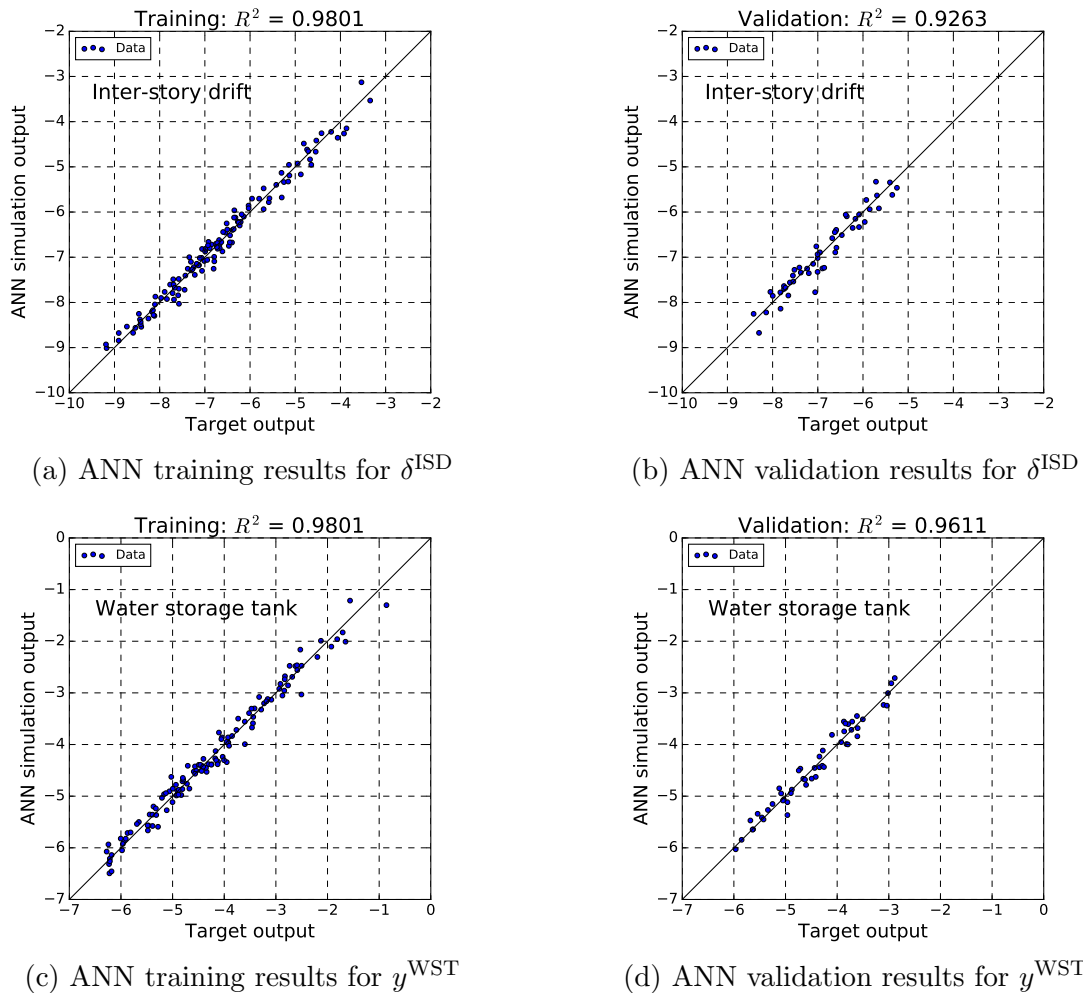 Training: R² = 0.9801
−2
−3
−4
−5
−6
−7
−8
−9
−10
Data
Inter-story drift
ANN simulation output
−10 −9 −8 −7 −6 −5 −4 −3 −2
Target output
(a) ANN training results for δ^ISD
Validation: R² = 0.9263
−2
−3
−4
−5
−6
−7
−8
−9
−10
Data
Inter-story drift
ANN simulation output
−10 −9 −8 −7 −6 −5 −4 −3 −2
Target output
(b) ANN validation results for δ^ISD
Training: R² = 0.9801
0
−1
−2
−3
−4
−5
−6
−7
Data
Water storage tank
ANN simulation output
−7 −6 −5 −4 −3 −2 −1 0
Target output
(c) ANN training results for y^WST
Validation: R² = 0.9611
0
−1
−2
−3
−4
−5
−6
−7
Data
Water storage tank
ANN simulation output
−7 −6 −5 −4 −3 −2 −1 0
Target output
(d) ANN validation results for y^WST